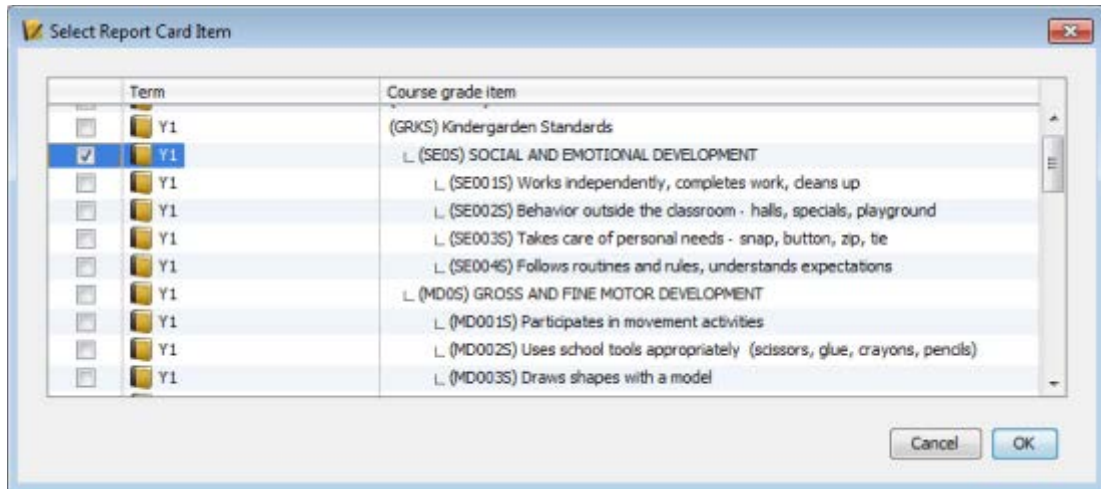 Select Report Card Item
Term Course grade item
Y1 (GRKS) Kindergarden Standards
Y1 (SE0S) SOCIAL AND EMOTIONAL DEVELOPMENT
Y1 (SE001S) Works independently, completes work, cleans up
Y1 (SE002S) Behavior outside the classroom - halls, specials, playground
Y1 (SE003S) Takes care of personal needs - snap, button, zip, tie
Y1 (SE004S) Follows routines and rules, understands expectations
Y1 (MD0S) GROSS AND FINE MOTOR DEVELOPMENT
Y1 (MD001S) Participates in movement activities
Y1 (MD002S) Uses school tools appropriately (scissors, glue, crayons, pencils)
Y1 (MD003S) Draws shapes with a model
Cancel OK